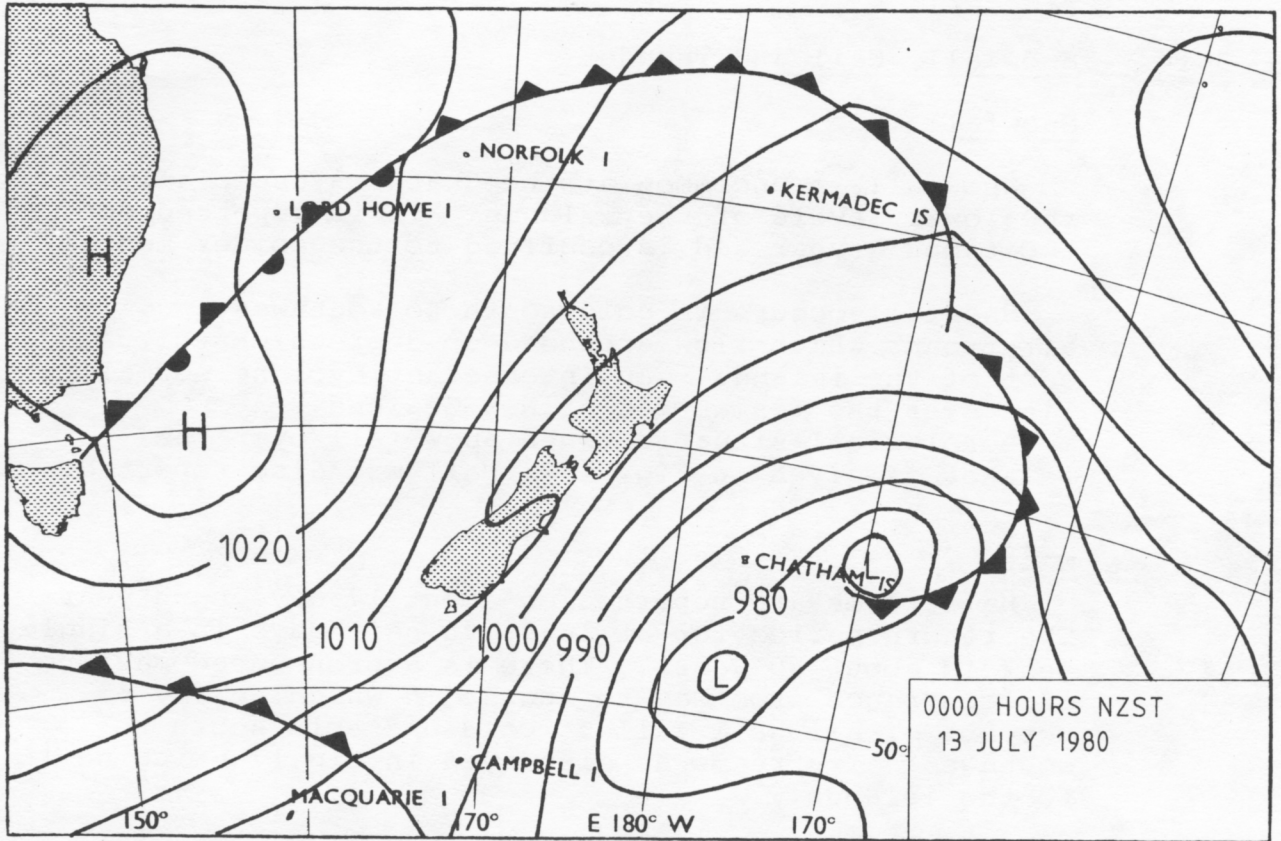 NORFOLK I
KERMADEC IS
LORD HOWE I
H
H
A
1020
CHATHAM IS
L
980
B
1010
1000
990
L
0000 HOURS NZST
13 JULY 1980
50°
CAMPBELL I
MACQUARIE I
150°
170°
E 180° W
170°